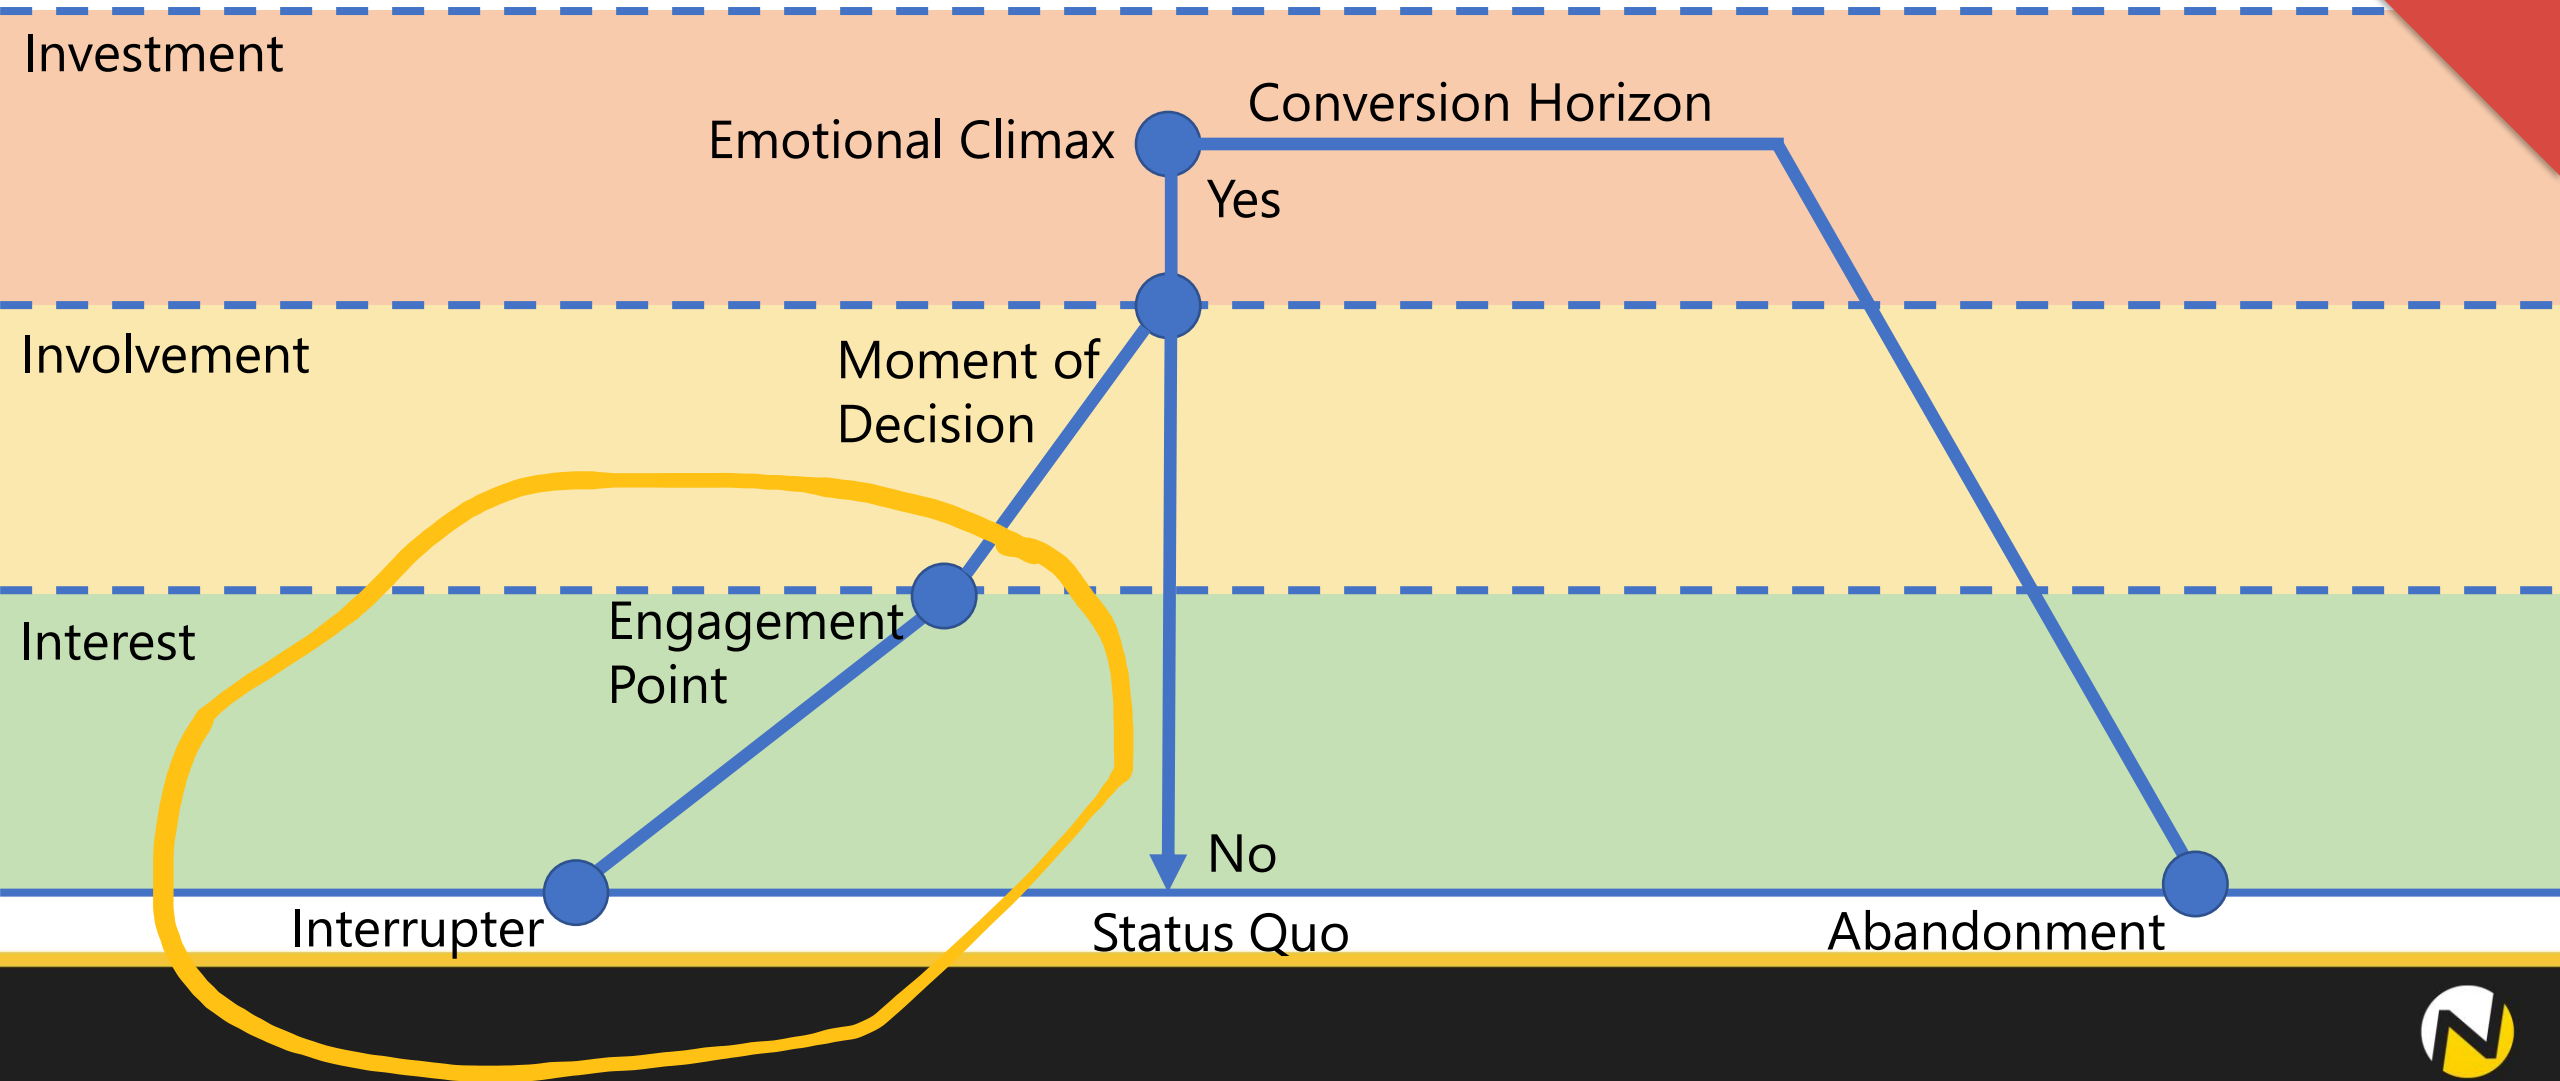 Investment
Conversion Horizon
Emotional Climax
Yes
Involvement
Moment of
Decision
Engagement
Point
Interest
No
Interrupter
Status Quo
Abandonment
N